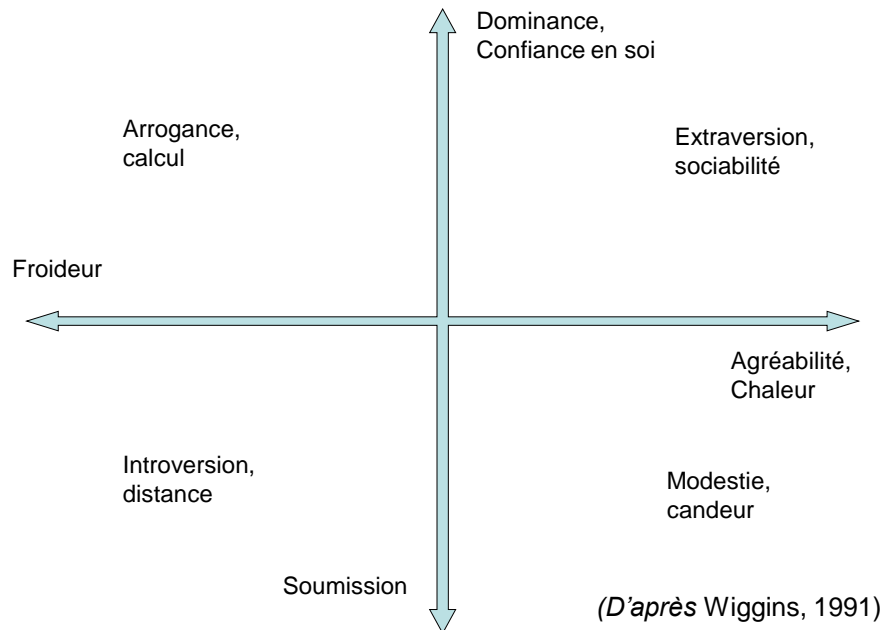 Dominance,
Confiance en soi
Arrogance,
calcul
Extraversion,
sociabilité
Froideur
Agréabilité,
Chaleur
Introversion,
distance
Modestie,
candeur
Soumission
(D'après Wiggins, 1991)